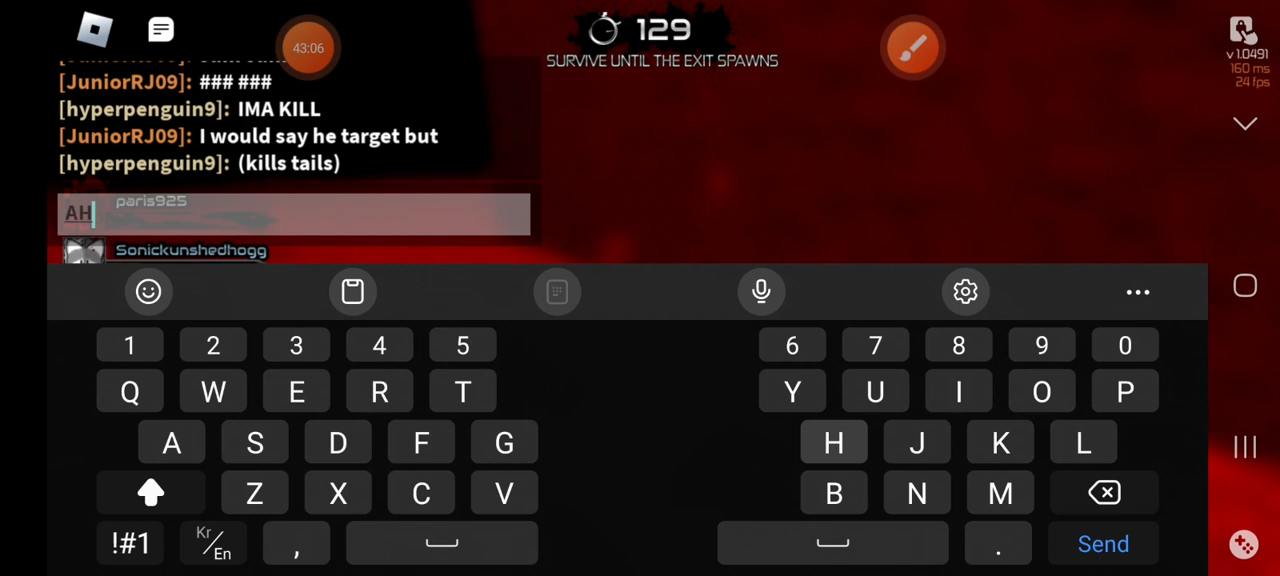 43:06
129
SURVIVE UNTIL THE EXIT SPAWNS
v 1.0491
160 ms
24 fps
[JuniorRJ09]: ### ###
[hyperpenguin9]: IMA KILL
[JuniorRJ09]: I would say he target but
[hyperpenguin9]: (kills tails)
paris925
AH
Sonickunshedhogg
1 2 3 4 5 6 7 8 9 0
Q W E R T Y U I O P
A S D F G H J K L
Z X C V B N M
!#1 Kr/En , . Send